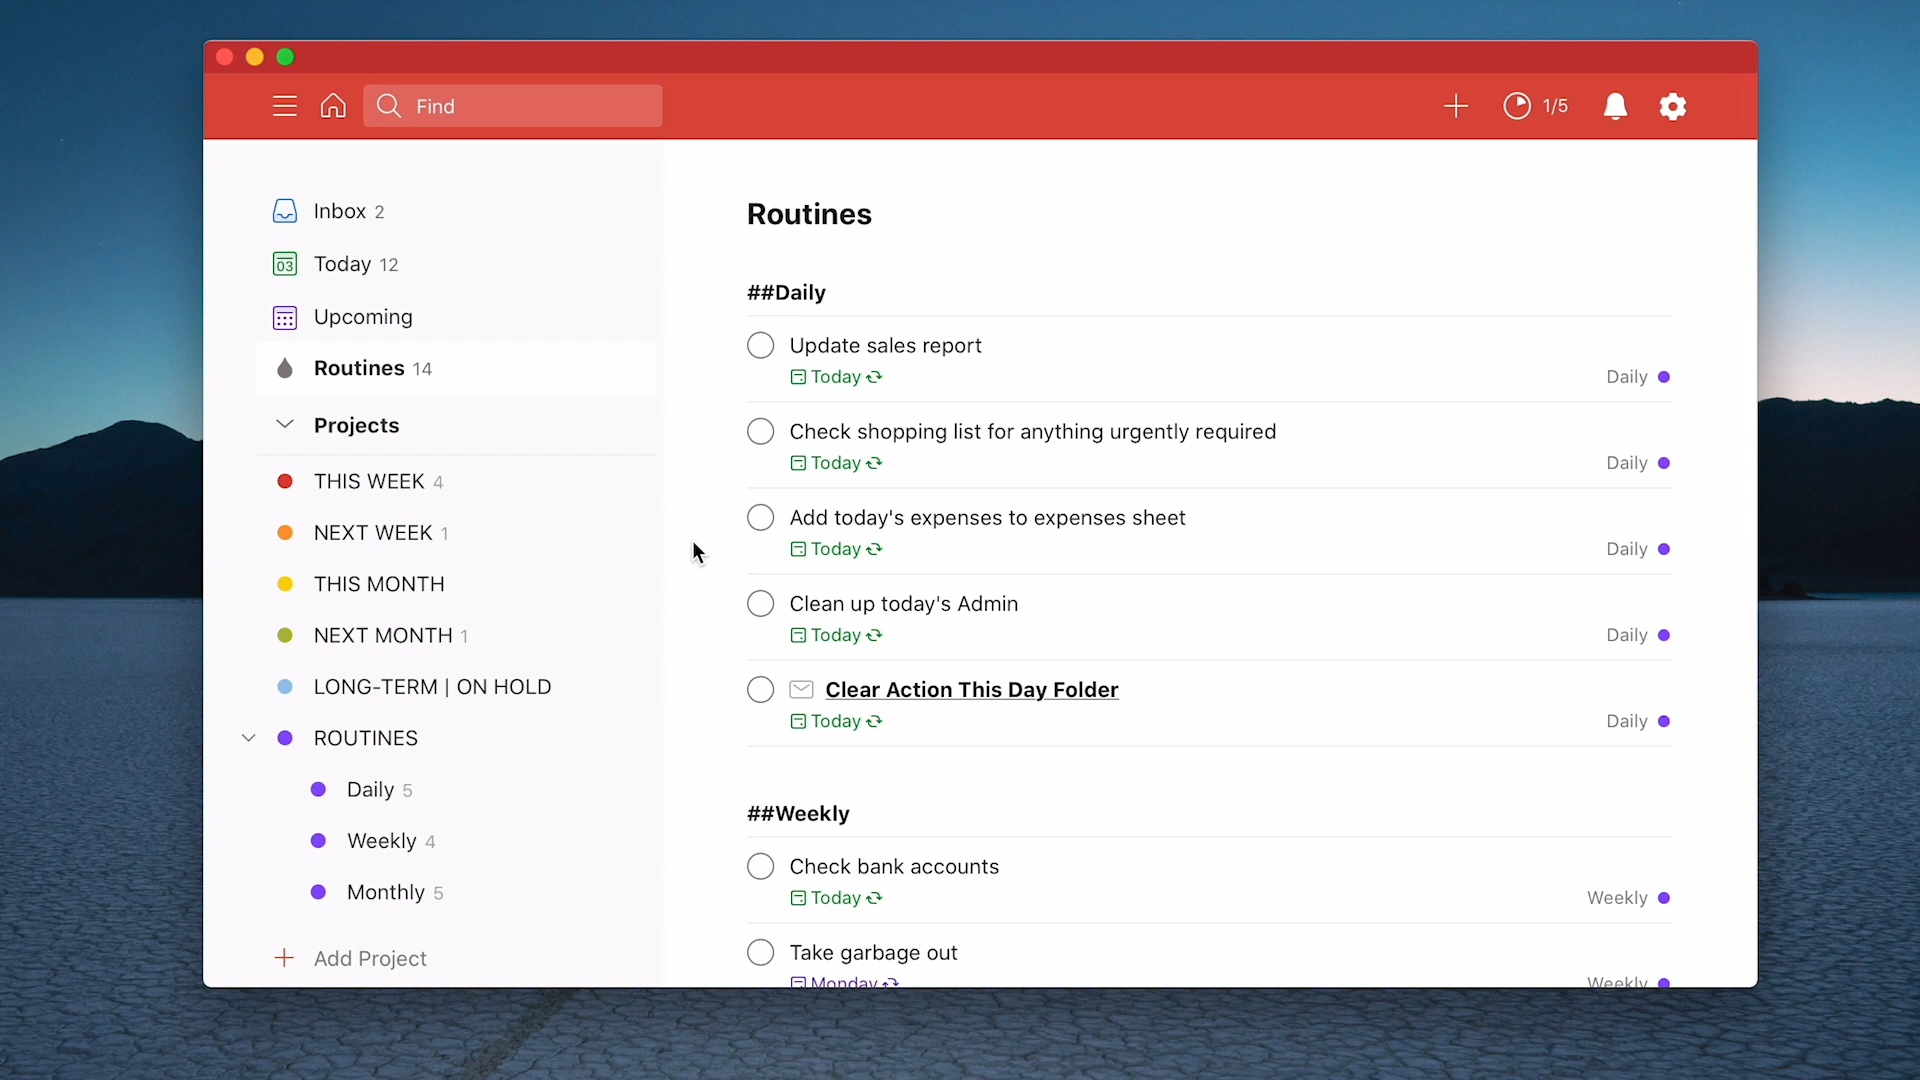 Find
1/5
Inbox 2
03 Today 12
Upcoming
Routines 14
Projects
THIS WEEK 4
NEXT WEEK 1
THIS MONTH
NEXT MONTH 1
LONG-TERM | ON HOLD
ROUTINES
Daily 5
Weekly 4
Monthly 5
Add Project
Routines
##Daily
Update sales report
Today Daily
Check shopping list for anything urgently required
Today Daily
Add today's expenses to expenses sheet
Today Daily
Clean up today's Admin
Today Daily
Clear Action This Day Folder
Today Daily
##Weekly
Check bank accounts
Today Weekly
Take garbage out
Monday Weekly